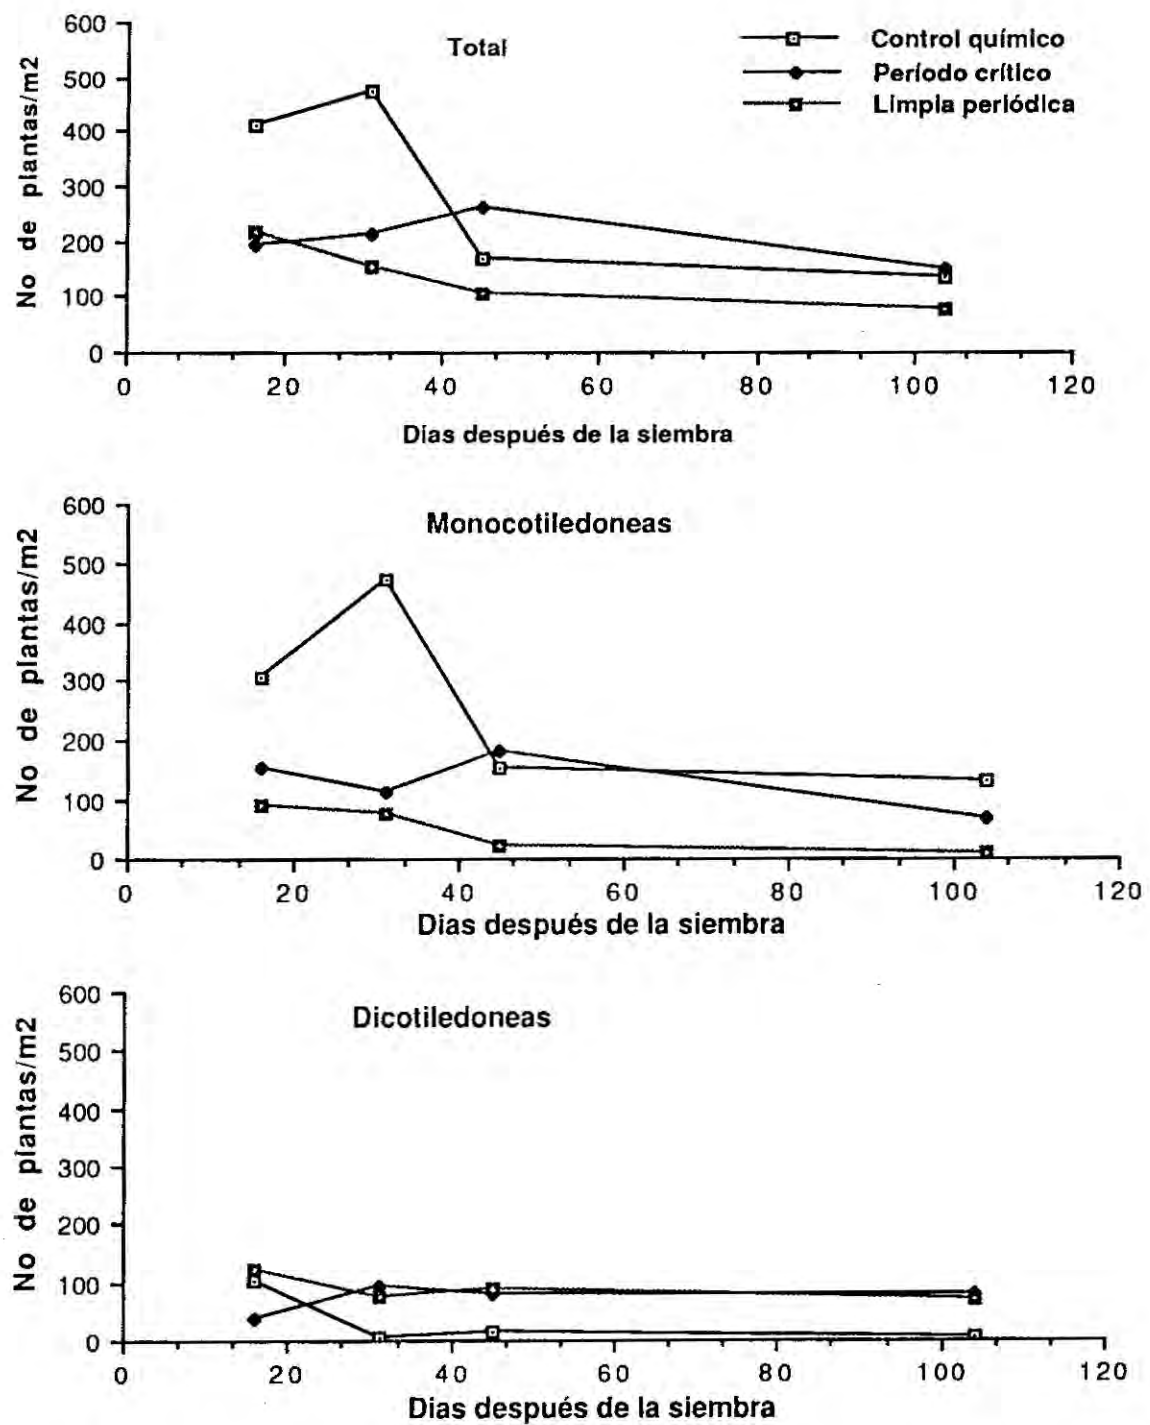 Total
Control químico
Período crítico
Limpia periódica
No de plantas/m2
600
500
400
300
200
100
0
0 20 40 60 80 100 120
Dias después de la siembra
Monocotiledoneas
No de plantas/m2
600
500
400
300
200
100
0
0 20 40 60 80 100 120
Dias después de la siembra
Dicotiledoneas
No de plantas/m2
600
500
400
300
200
100
0
0 20 40 60 80 100 120
Dias después de la siembra